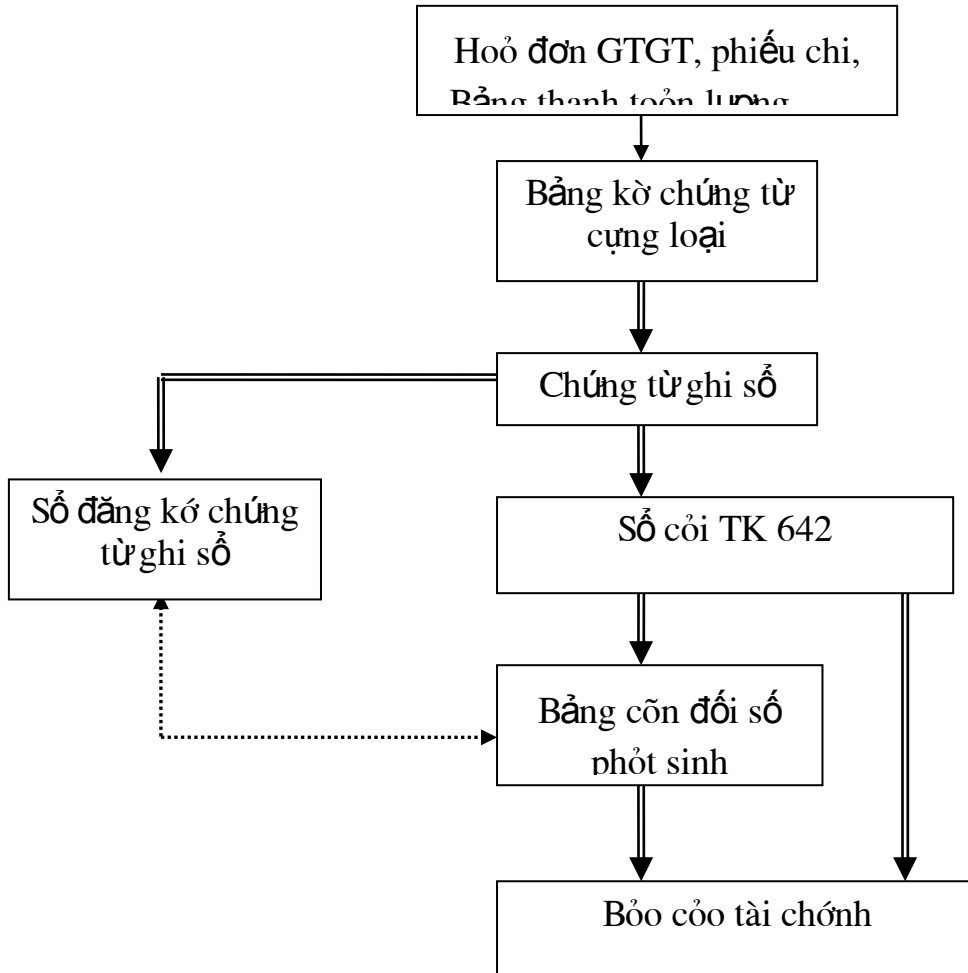 Hoỏ đơn GTGT, phiếu chi,
Bảng thanh toỏn lương
Bảng kờ chứng từ
cựng loại
Chứng từ ghi sổ
Sổ đăng kớ chứng
từ ghi sổ
Sổ cỏi TK 642
Bảng cõn đối số
phỏt sinh
Bỏo cỏo tài chớnh